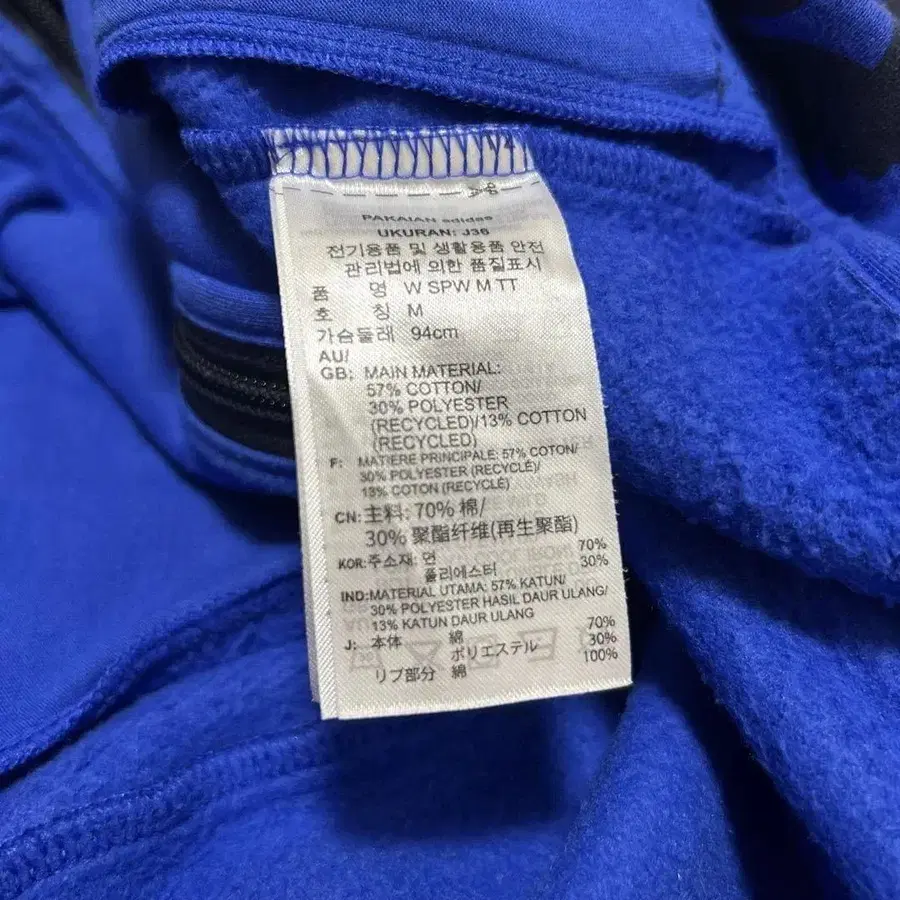 PAKAIAN adidas
UKURAN: J36
전기용품 및 생활용품 안전
관리법에 의한 품질표시
품 명 W SPW M TT
호 칭 M
가슴둘레 94cm
AU/
GB: MAIN MATERIAL:
57% COTTON/
30% POLYESTER
(RECYCLED)/13% COTTON
(RECYCLED)
F: MATIERE PRINCIPALE: 57% COTON/
30% POLYESTER (RECYCLÉ)/
13% COTON (RECYCLÉ)
CN: 主料: 70% 棉/
30% 聚酯纤维(再生聚酯)
KOR: 주소재: 면 70%
폴리에스터 30%
IND: MATERIAL UTAMA: 57% KATUN/
30% POLYESTER HASIL DAUR ULANG/
13% KATUN DAUR ULANG
J: 本体 綿 70%
ポリエステル 30%
リブ部分 綿 100%